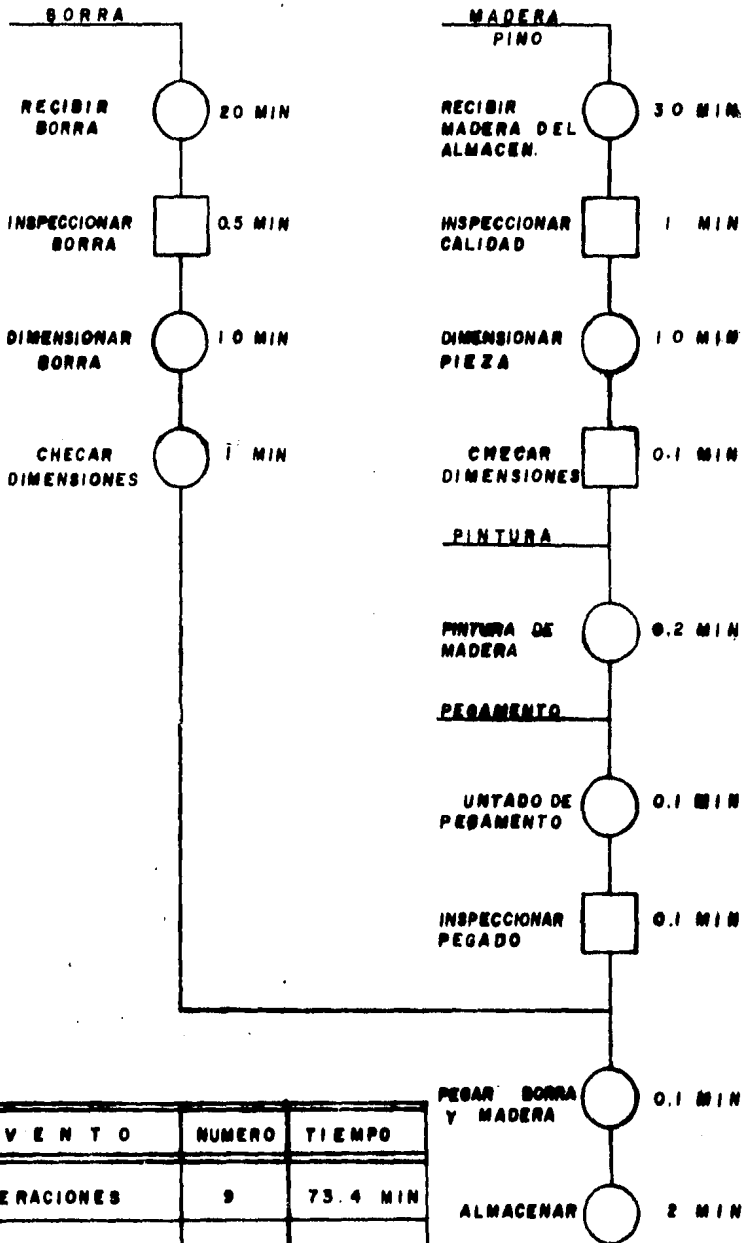 BORRA
RECIBIR
BORRA
20 MIN
INSPECCIONAR
BORRA
0.5 MIN
DIMENSIONAR
BORRA
10 MIN
CHECAR
DIMENSIONES
1 MIN
MADERA
PINO
RECIBIR
MADERA DEL
ALMACEN.
30 MIN.
INSPECCIONAR
CALIDAD
1 MIN
DIMENSIONAR
PIEZA
10 MIN
CHECAR
DIMENSIONES
0.1 MIN
PINTURA
PINTURA DE
MADERA
0.2 MIN
PEGAMENTO
UNTADO DE
PEGAMENTO
0.1 MIN
INSPECCIONAR
PEGADO
0.1 MIN
PEGAR BORRA
Y MADERA
0.1 MIN
ALMACENAR
2 MIN
VENTO NUMERO TIEMPO
ERACIONES 9 73.4 MIN